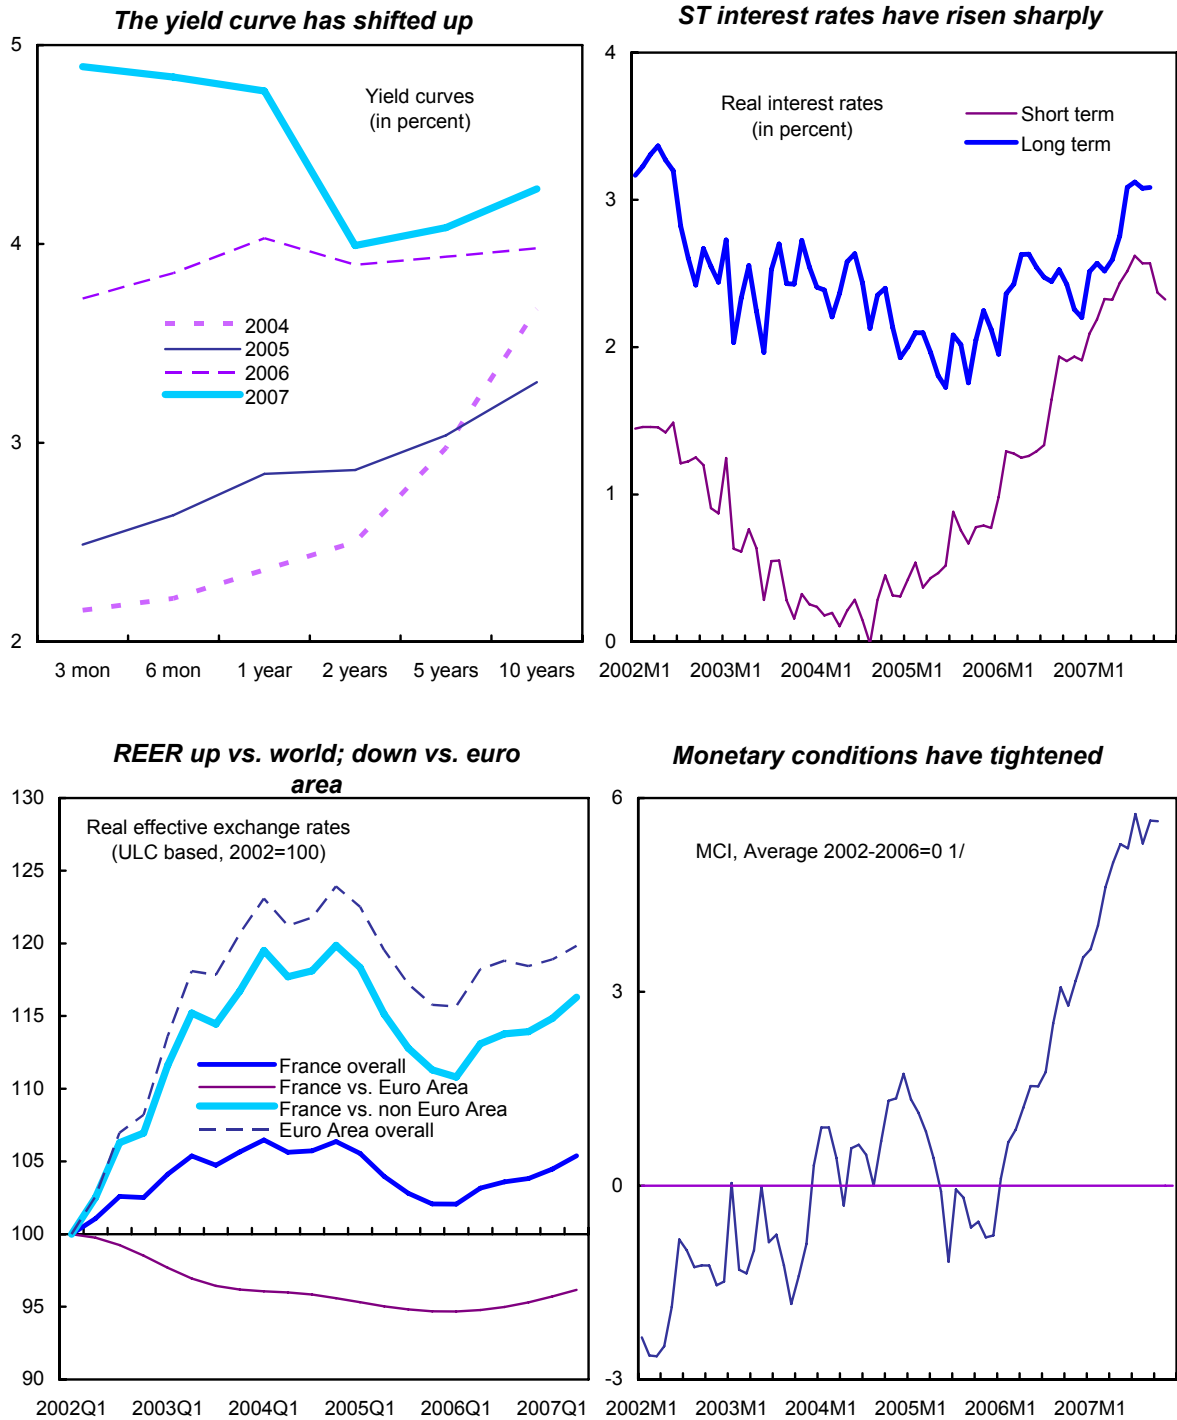 The yield curve has shifted up
5
4
3
2
Yield curves
(in percent)
2004
2005
2006
2007
3 mon 6 mon 1 year 2 years 5 years 10 years
ST interest rates have risen sharply
4
3
2
1
0
Real interest rates
(in percent)
Short term
Long term
2002M1 2003M1 2004M1 2005M1 2006M1 2007M1
REER up vs. world; down vs. euro
area
130
125
120
115
110
105
100
95
90
Real effective exchange rates
(ULC based, 2002=100)
France overall
France vs. Euro Area
France vs. non Euro Area
Euro Area overall
2002Q1 2003Q1 2004Q1 2005Q1 2006Q1 2007Q1
Monetary conditions have tightened
6
3
0
-3
MCI, Average 2002-2006=0 1/
2002M1 2003M1 2004M1 2005M1 2006M1 2007M1